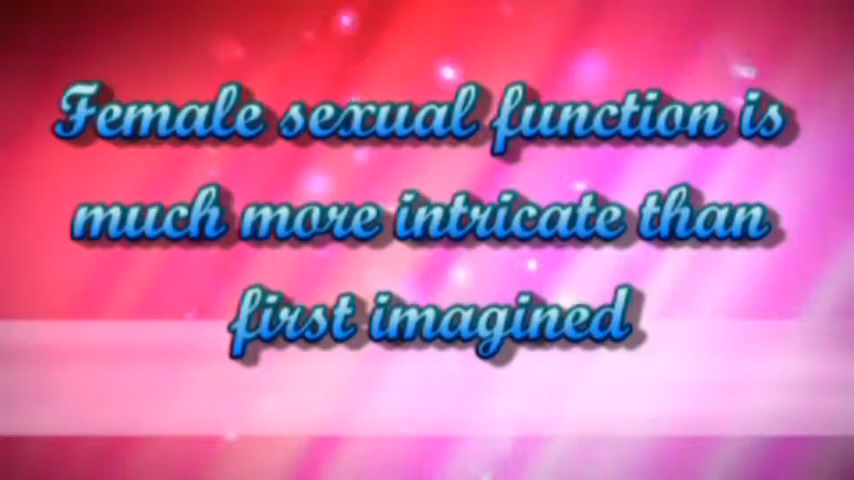 Female sexual function is
much more intricate than
first imagined